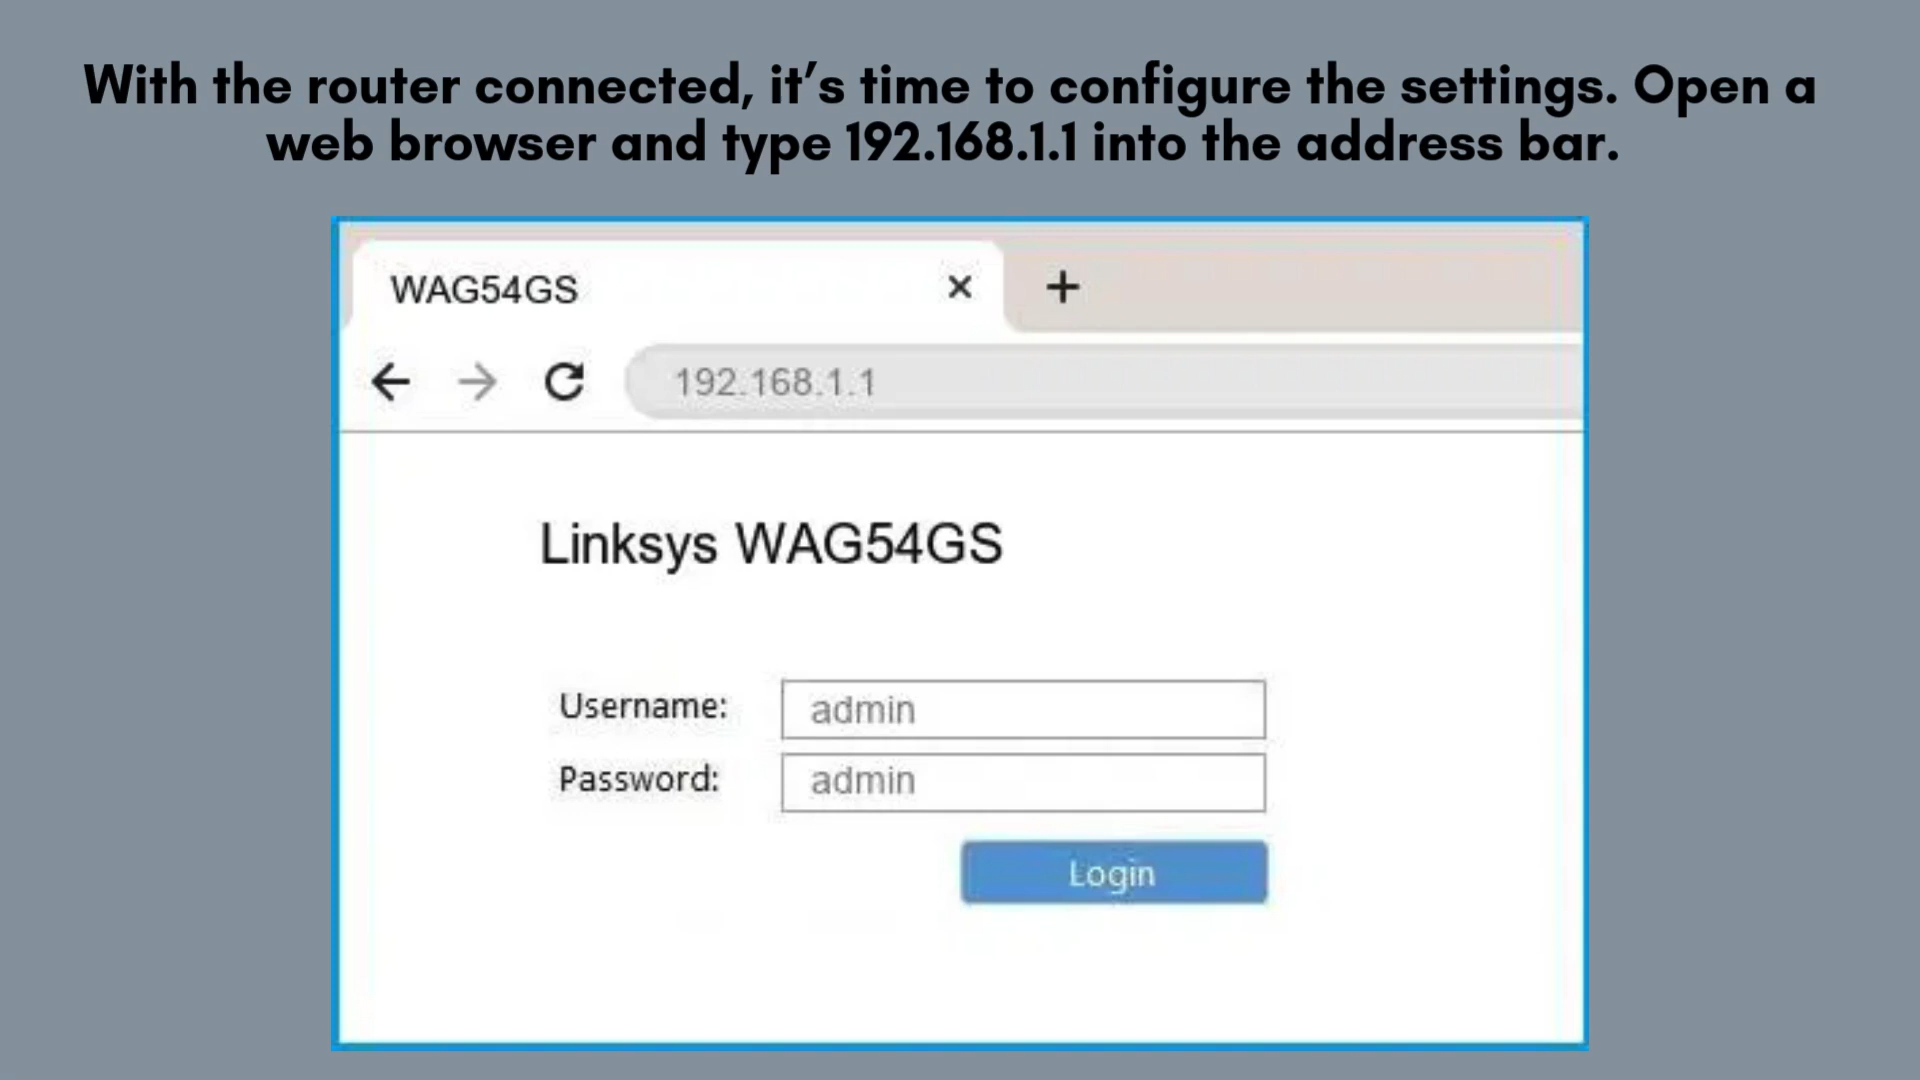 With the router connected, it’s time to configure the settings. Open a
web browser and type 192.168.1.1 into the address bar.
WAG54GS
192.168.1.1
Linksys WAG54GS
Username: admin
Password: admin
Login